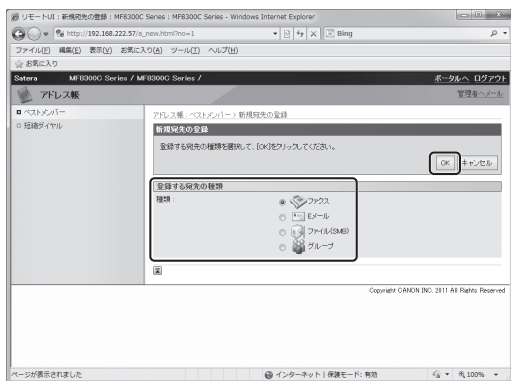 リモートUI : 新規宛先の登録 : MF8300C Series : MF8300C Series - Windows Internet Explorer
http://192.168.222.57/a_new.html?no=1
Bing
ファイル(F) 編集(E) 表示(V) お気に入り(A) ツール(T) ヘルプ(H)
お気に入り
Satera MF8300C Series / MF8300C Series / ポータルへ ログアウト
アドレス帳 管理者へメール
ベストメンバー
短縮ダイヤル
アドレス帳 : ベストメンバー > 新規宛先の登録
新規宛先の登録
登録する宛先の種類を選択して、[OK]をクリックしてください。
OK キャンセル
登録する宛先の種類
種類 :
ファクス
Eメール
ファイル(SMB)
グループ
Copyright CANON INC. 2011 All Rights Reserved
ページが表示されました インターネット | 保護モード: 有効 100%